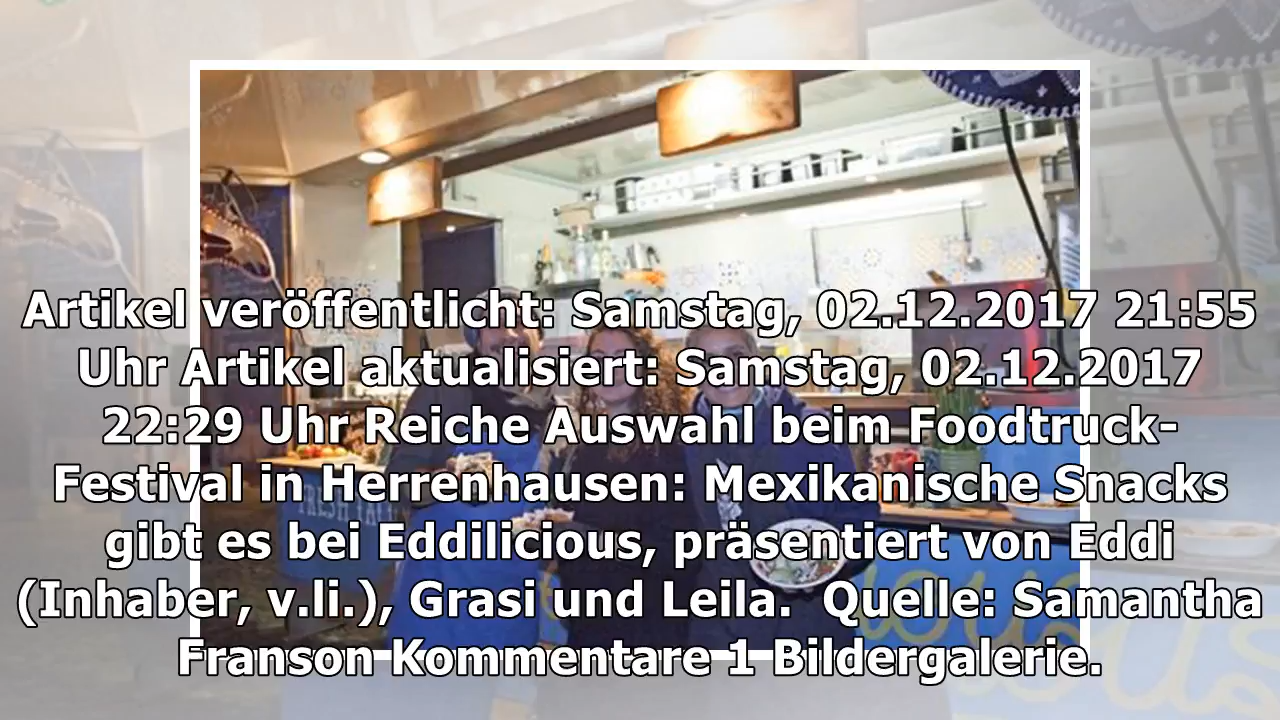 Artikel veröffentlicht: Samstag, 02.12.2017 21:55
Uhr Artikel aktualisiert: Samstag, 02.12.2017
22:29 Uhr Reiche Auswahl beim Foodtruck-
Festival in Herrenhausen: Mexikanische Snacks
gibt es bei Eddilicious, präsentiert von Eddi
(Inhaber, v.li.), Grasi und Leila. Quelle: Samantha
Franson Kommentare 1 Bildergalerie.
FRESH